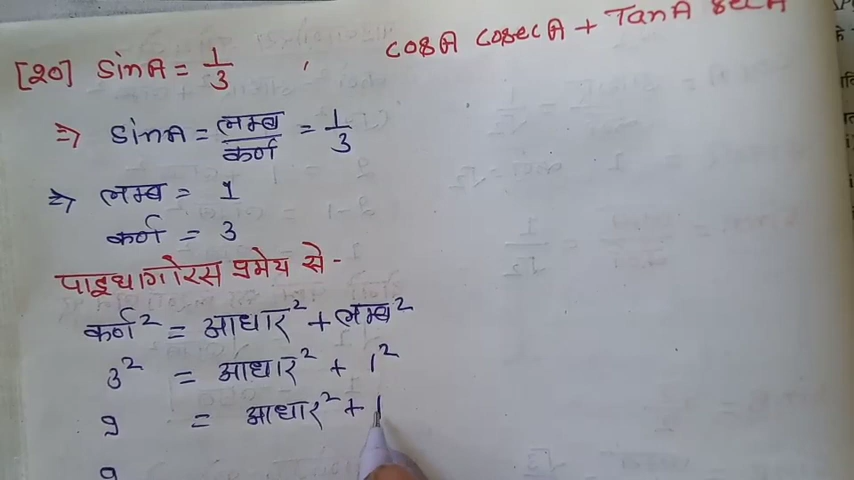 [20] sinA = 1/3 , cosA cosecA + TanA secA
⇒ sinA = लम्ब/कर्ण = 1/3
⇒ लम्ब = 1
कर्ण = 3
पाइथागोरस प्रमेय से -
कर्ण² = आधार² + लम्ब²
3² = आधार² + 1²
9 = आधार² + 1
9